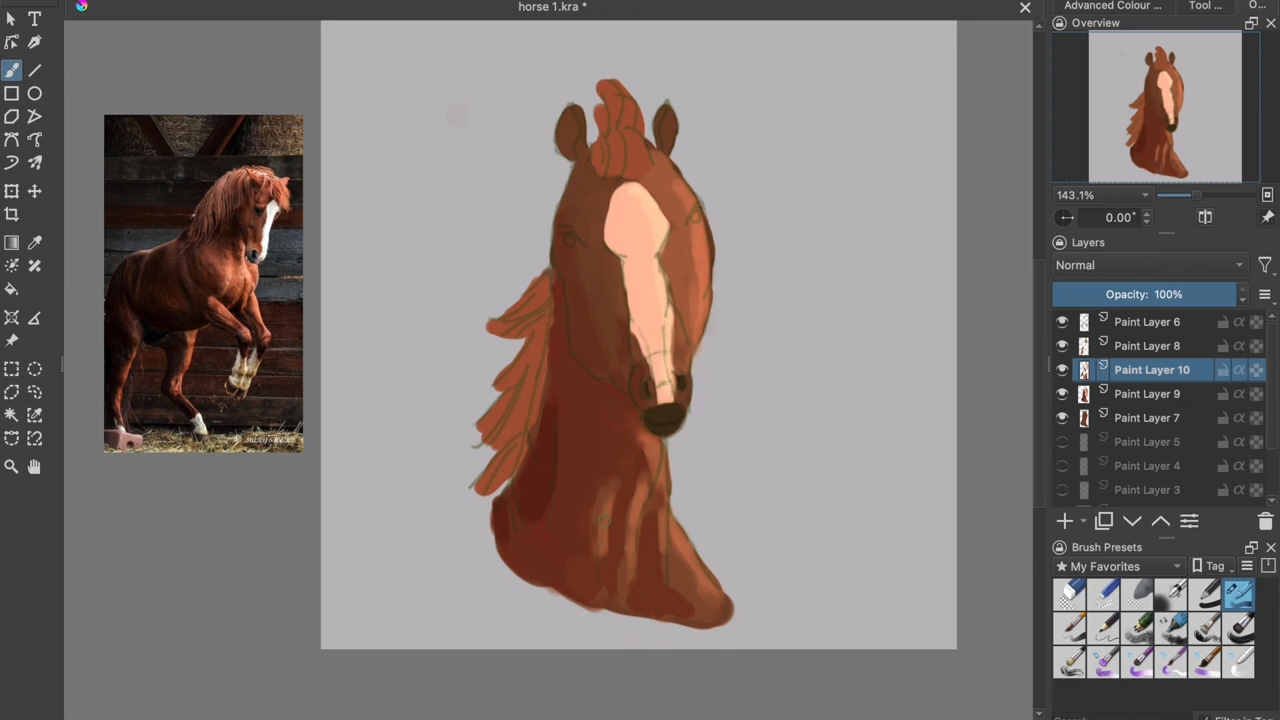 horse 1.kra *
Advanced Colour ...
Tool ...
O...
Overview
143.1%
0.00°
Layers
Normal
Opacity: 100%
Paint Layer 6
Paint Layer 8
Paint Layer 10
Paint Layer 9
Paint Layer 7
Paint Layer 5
Paint Layer 4
Paint Layer 3
Brush Presets
★ My Favorites
Tag